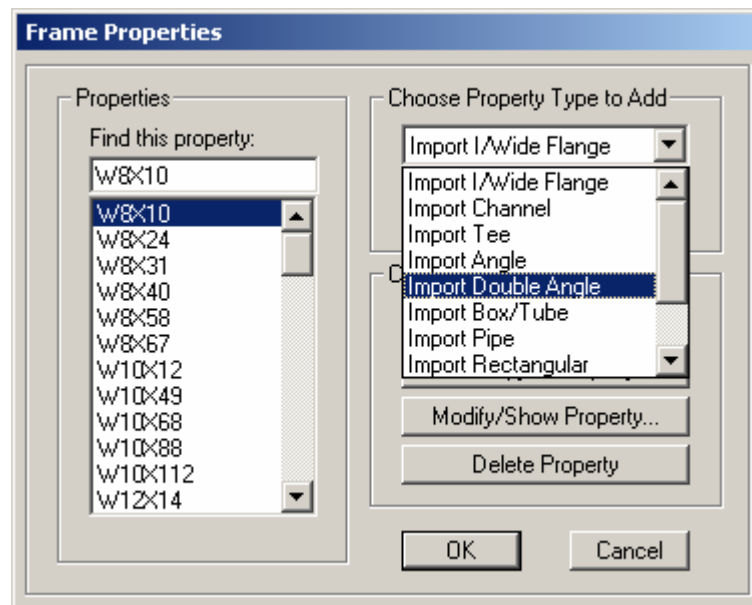 Frame Properties
Properties
Find this property:
W8X10
W8X10
W8X24
W8X31
W8X40
W8X58
W8X67
W10X12
W10X49
W10X68
W10X88
W10X112
W12X14
Choose Property Type to Add
Import I/Wide Flange
Import I/Wide Flange
Import Channel
Import Tee
Import Angle
Import Double Angle
Import Box/Tube
Import Pipe
Import Rectangular
Modify/Show Property...
Delete Property
OK
Cancel